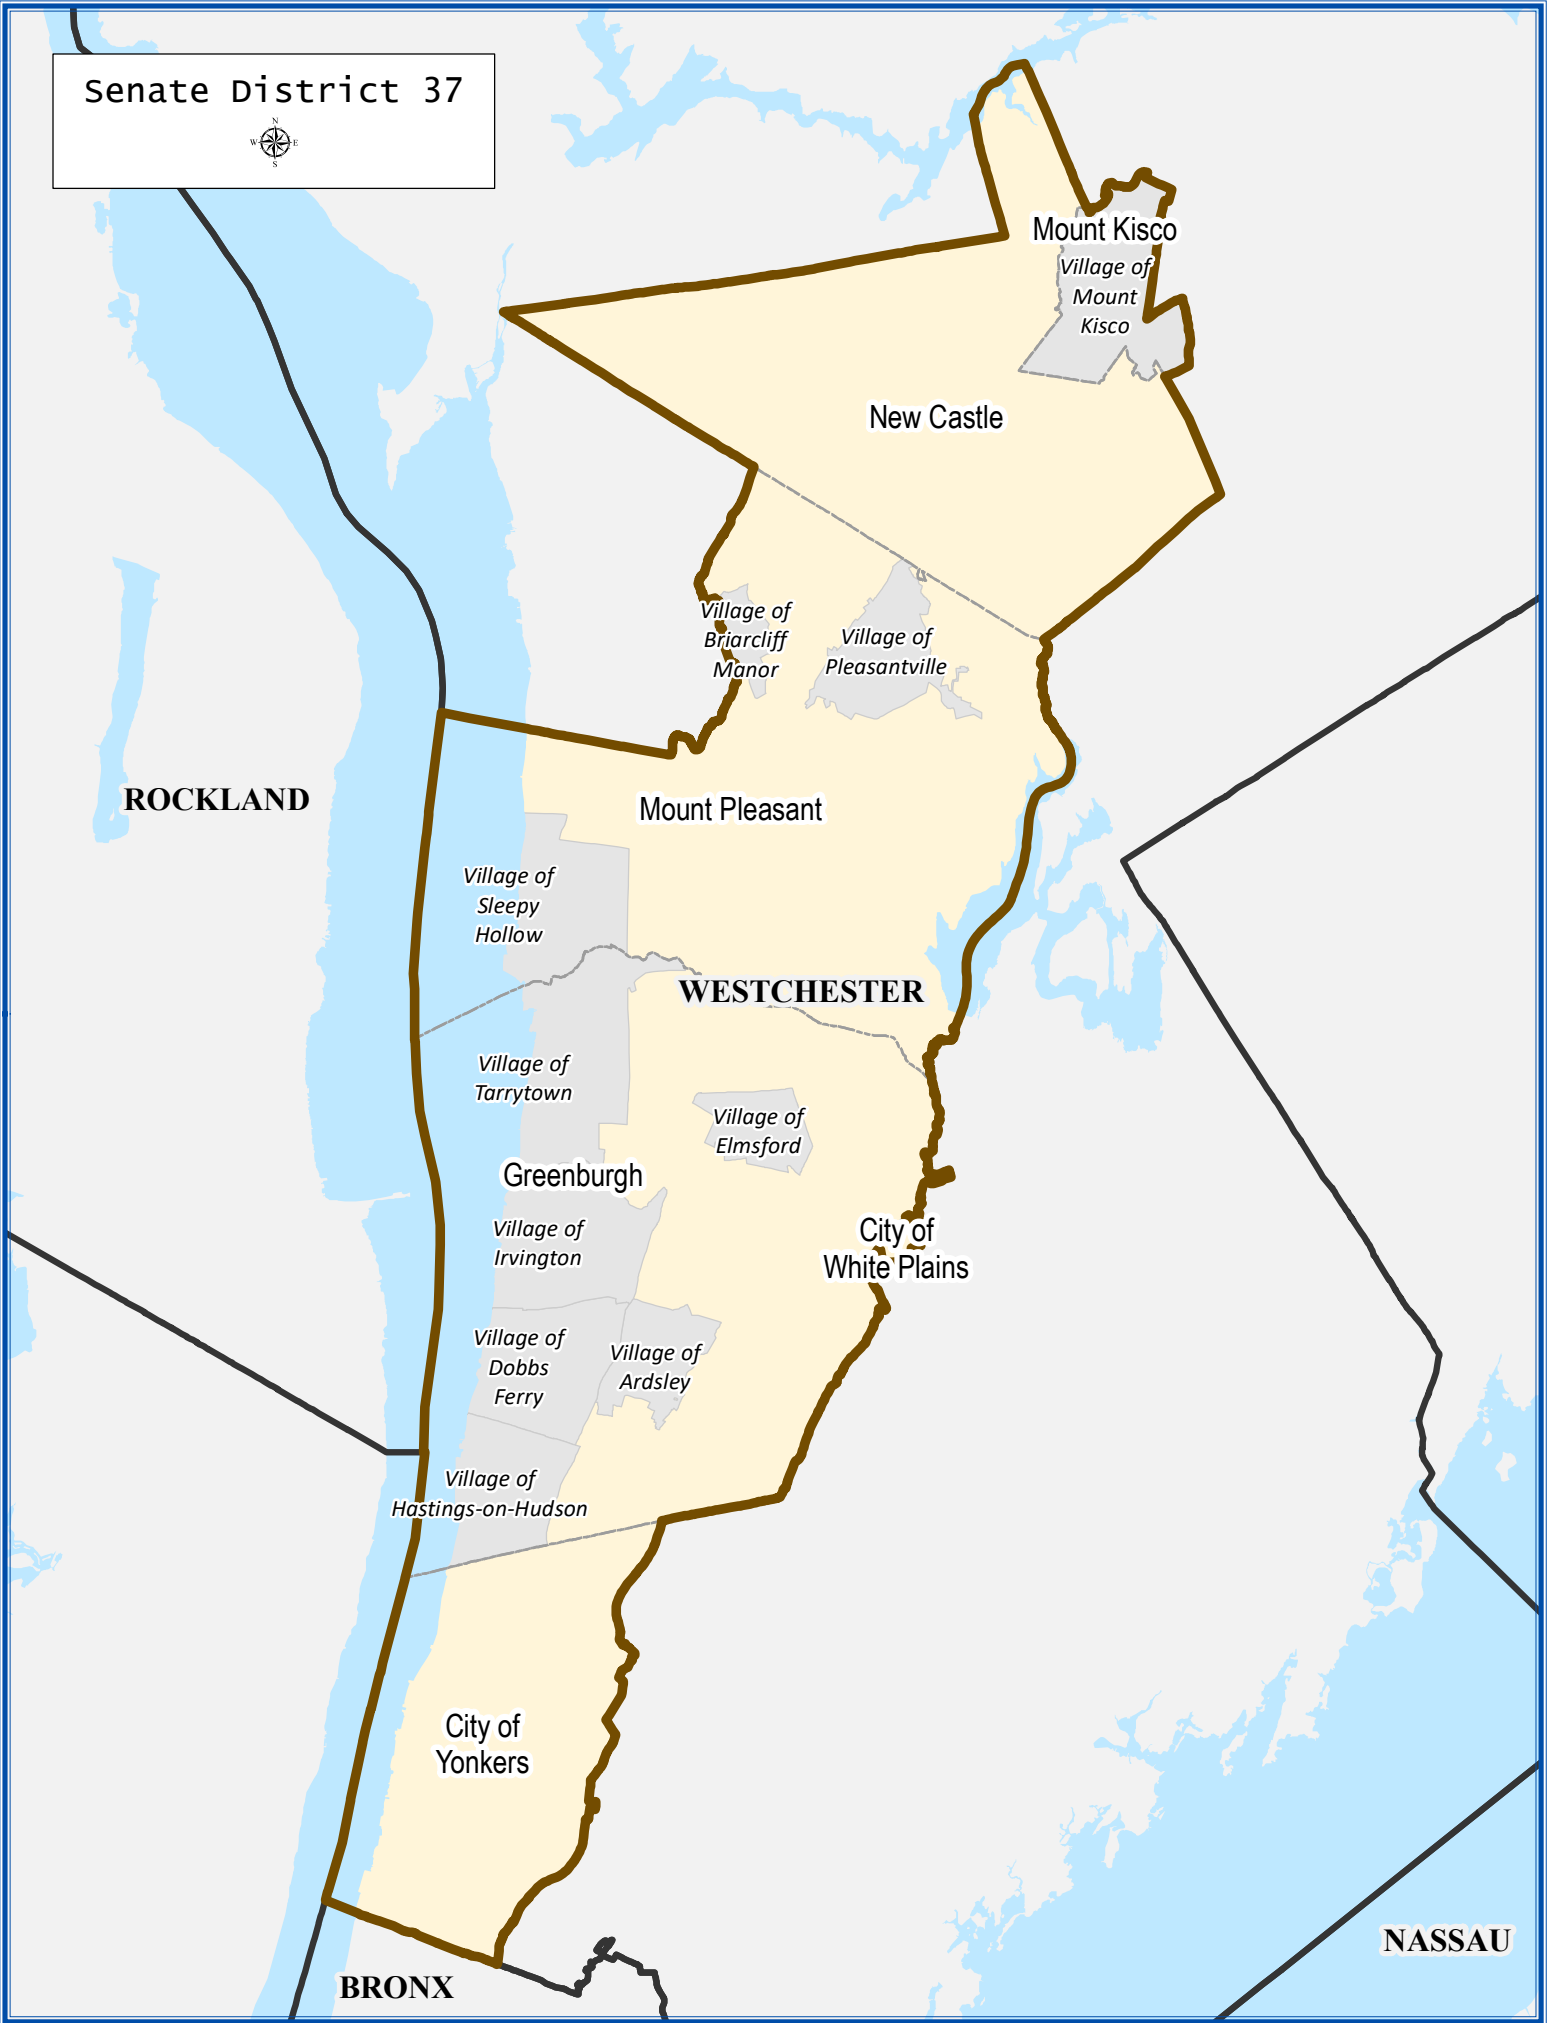 Senate District 37
N
W E
S
Mount Kisco
Village of
Mount
Kisco
New Castle
Village of
Briarcliff
Manor
Village of
Pleasantville
ROCKLAND
Mount Pleasant
Village of
Sleepy
Hollow
WESTCHESTER
Village of
Tarrytown
Village of
Elmsford
Greenburgh
Village of
Irvington
City of
White Plains
Village of
Dobbs
Ferry
Village of
Ardsley
Village of
Hastings-on-Hudson
City of
Yonkers
NASSAU
BRONX